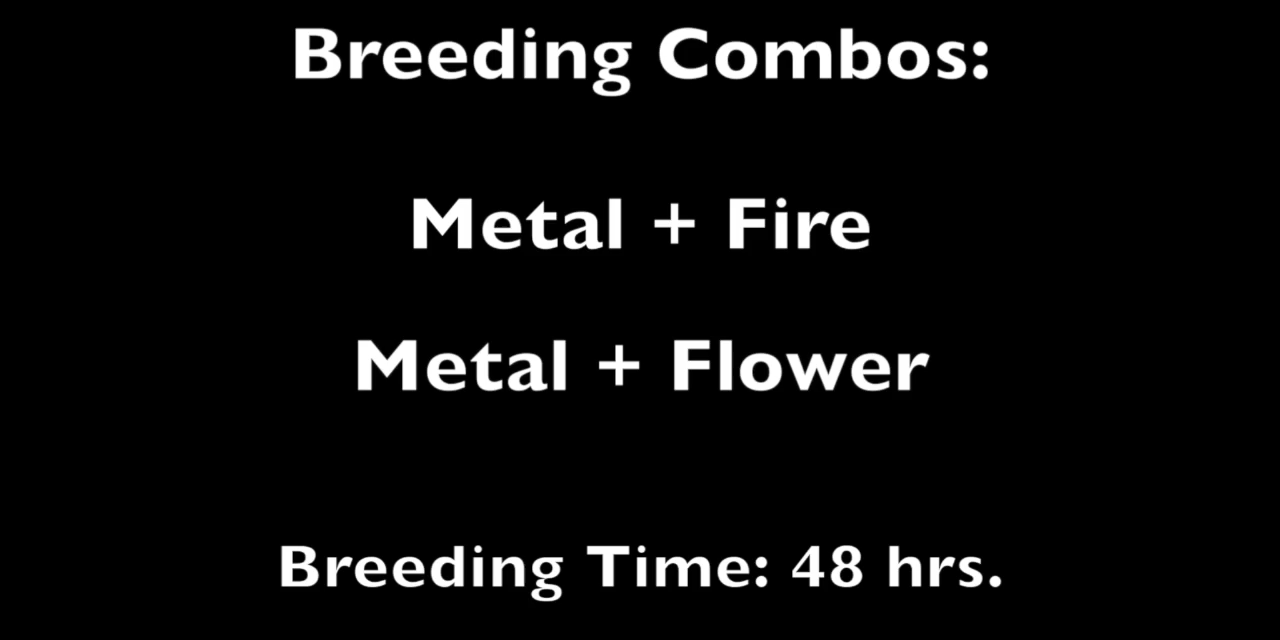 Breeding Combos:
Metal + Fire
Metal + Flower
Breeding Time: 48 hrs.